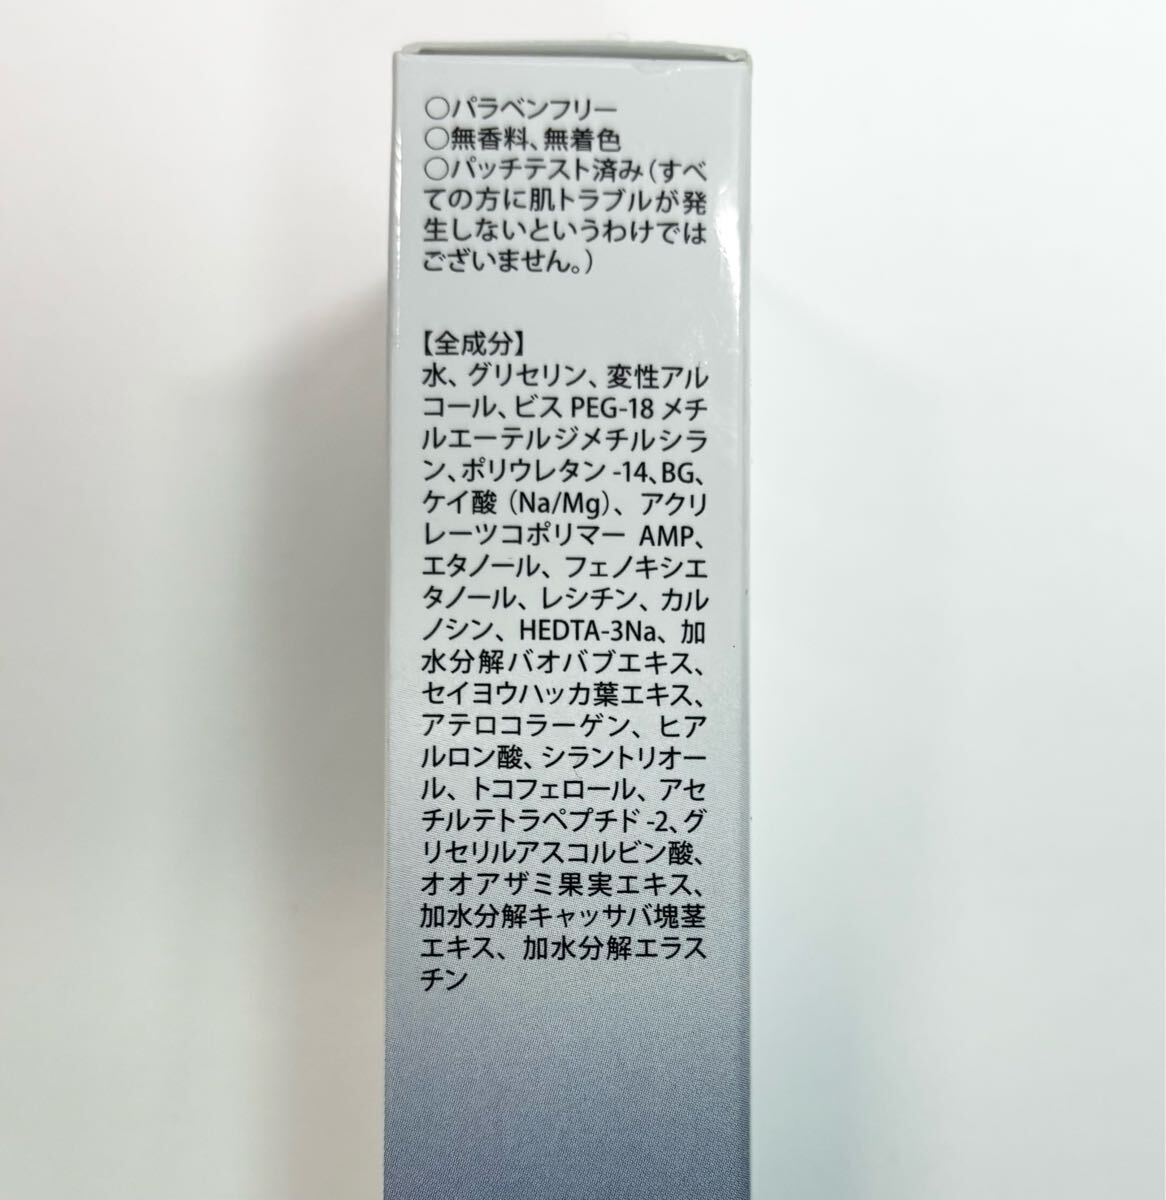 ○パラベンフリー
○無香料、無着色
○パッチテスト済み(すべ
ての方に肌トラブルが発
生しないというわけでは
ございません。)
【全成分】
水、グリセリン、変性アル
コール、ビス PEG-18 メチ
ルエーテルジメチルシラ
ン、ポリウレタン -14、BG、
ケイ酸 (Na/Mg)、アクリ
レーツコポリマー AMP、
エタノール、フェノキシエ
タノール、レシチン、カル
ノシン、HEDTA-3Na、加
水分解バオバブエキス、
セイヨウハッカ葉エキス、
アテロコラーゲン、ヒア
ルロン酸、シラントリオー
ル、トコフェロール、アセ
チルテトラペプチド -2、グ
リセリルアスコルビン酸、
オオアザミ果実エキス、
加水分解キャッサバ塊茎
エキス、加水分解エラス
チン